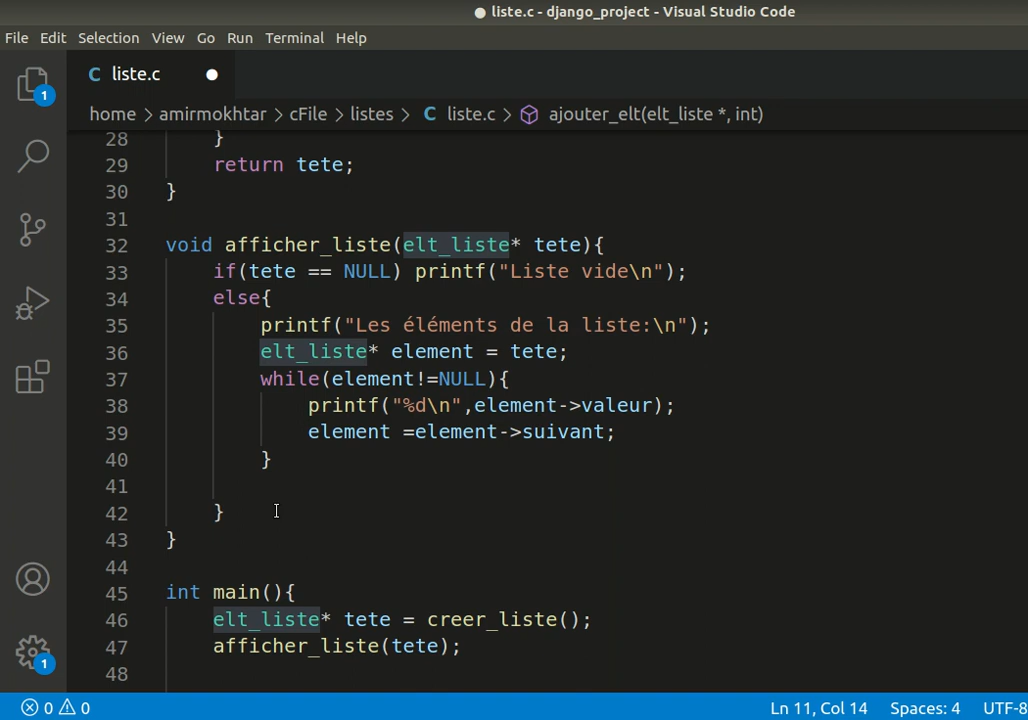 liste.c - django_project - Visual Studio Code
File Edit Selection View Go Run Terminal Help
1
C liste.c
home > amirmokhtar > cFile > listes > C liste.c > ajouter_elt(elt_liste *, int)
28 }
29 return tete;
30 }
31
32 void afficher_liste(elt_liste* tete){
33 if(tete == NULL) printf("Liste vide\n");
34 else{
35 printf("Les éléments de la liste:\n");
36 elt_liste* element = tete;
37 while(element!=NULL){
38 printf("%d\n",element->valeur);
39 element =element->suivant;
40 }
41
42 }
43 }
44
45 int main(){
46 elt_liste* tete = creer_liste();
47 afficher_liste(tete);
48
1
0 0 Ln 11, Col 14 Spaces: 4 UTF-8